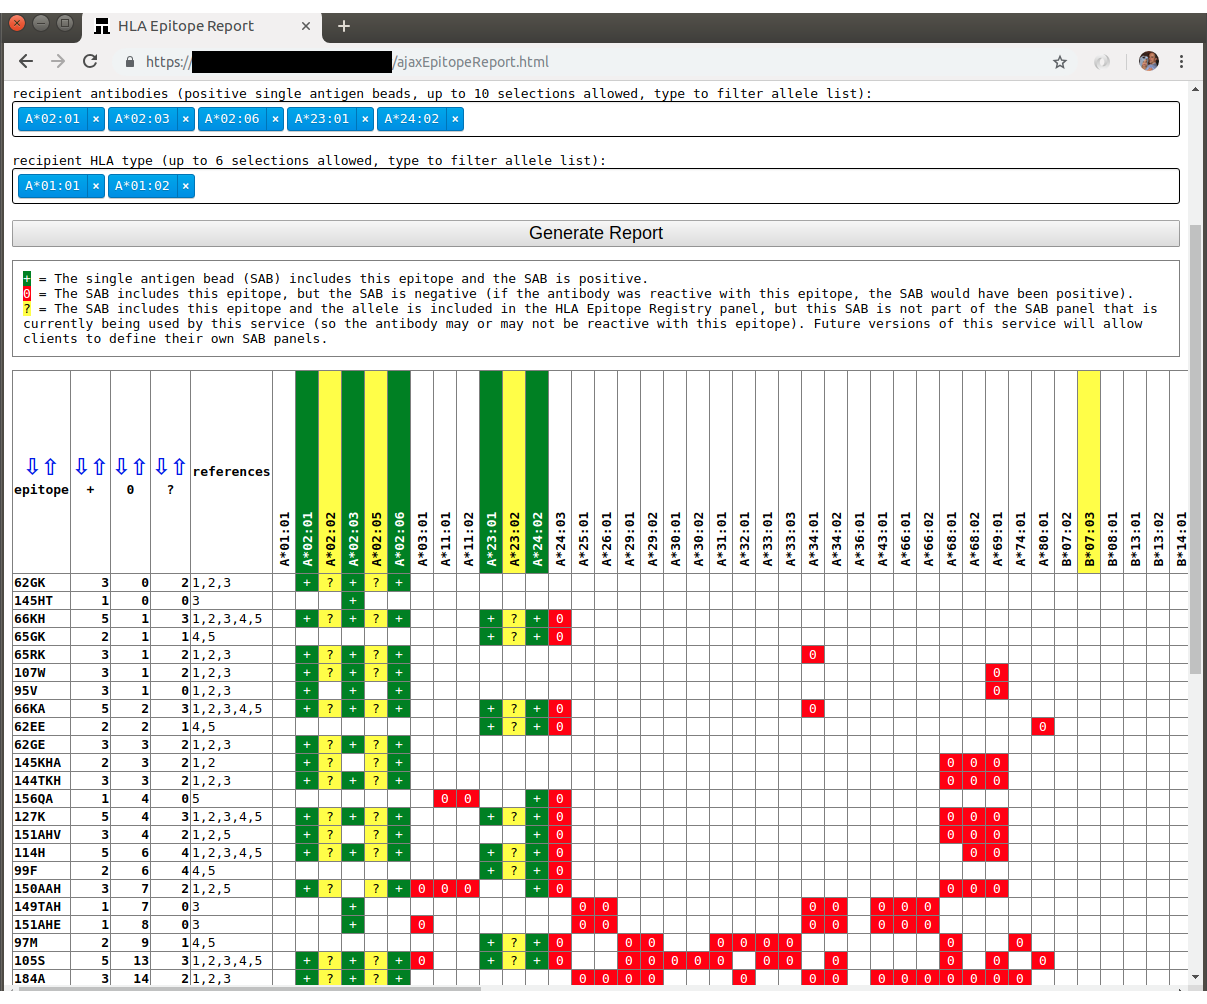 HLA Epitope Report
https:// /ajaxEpitopeReport.html
recipient antibodies (positive single antigen beads, up to 10 selections allowed, type to filter allele list):
A*02:01 × A*02:03 × A*02:06 × A*23:01 × A*24:02 ×
recipient HLA type (up to 6 selections allowed, type to filter allele list):
A*01:01 × A*01:02 ×
Generate Report
+ = The single antigen bead (SAB) includes this epitope and the SAB is positive.
0 = The SAB includes this epitope, but the SAB is negative (if the antibody was reactive with this epitope, the SAB would have been positive).
? = The SAB includes this epitope and the allele is included in the HLA Epitope Registry panel, but this SAB is not part of the SAB panel that is
currently being used by this service (so the antibody may or may not be reactive with this epitope). Future versions of this service will allow
clients to define their own SAB panels.
⇩⇧ ⇩⇧ ⇩⇧ ⇩⇧ references
epitope + 0 ?
A*01:01
A*02:01
A*02:02
A*02:03
A*02:05
A*02:06
A*03:01
A*11:01
A*11:02
A*23:01
A*23:02
A*24:02
A*24:03
A*25:01
A*26:01
A*29:01
A*29:02
A*30:01
A*30:02
A*31:01
A*32:01
A*33:01
A*33:03
A*34:01
A*34:02
A*36:01
A*43:01
A*66:01
A*66:02
A*68:01
A*68:02
A*69:01
A*74:01
A*80:01
B*07:02
B*07:03
B*08:01
B*13:01
B*13:02
B*14:01
62GK 3 0 2 1,2,3 + ? + ? +
145HT 1 0 0 3 +
66KH 5 1 3 1,2,3,4,5 + ? + ? + + ? + 0
65GK 2 1 1 4,5 + ? + 0
65RK 3 1 2 1,2,3 + ? + ? + 0
107W 3 1 2 1,2,3 + ? + ? + 0
95V 3 1 0 1,2,3 + + + 0
66KA 5 2 3 1,2,3,4,5 + ? + ? + + ? + 0 0
62EE 2 2 1 4,5 + ? + 0 0
62GE 3 3 2 1,2,3 + ? + ? +
145KHA 2 3 2 1,2 + ? ? + 0 0 0
144TKH 3 3 2 1,2,3 + ? + ? + 0 0 0
156QA 1 4 0 5 0 0 + 0
127K 5 4 3 1,2,3,4,5 + ? + ? + + ? + 0 0 0 0
151AHV 3 4 2 1,2,5 + ? ? + + 0 0 0 0
114H 5 6 4 1,2,3,4,5 + ? + ? + + ? + 0 0 0
99F 2 6 4 4,5 + ? + 0
150AAH 3 7 2 1,2,5 + ? ? + 0 0 0 + 0 0 0 0
149TAH 1 7 0 3 + 0 0 0 0 0 0 0
151AHE 1 8 0 3 + 0 0 0 0 0 0 0 0
97M 2 9 1 4,5 + ? + 0 0 0 0 0 0 0 0 0
105S 5 13 3 1,2,3,4,5 + ? + ? + 0 + ? + 0 0 0 0 0 0 0 0 0 0 0 0
184A 3 14 2 1,2,3 + ? + ? + 0 0 0 0 0 0 0 0 0 0 0 0 0 0